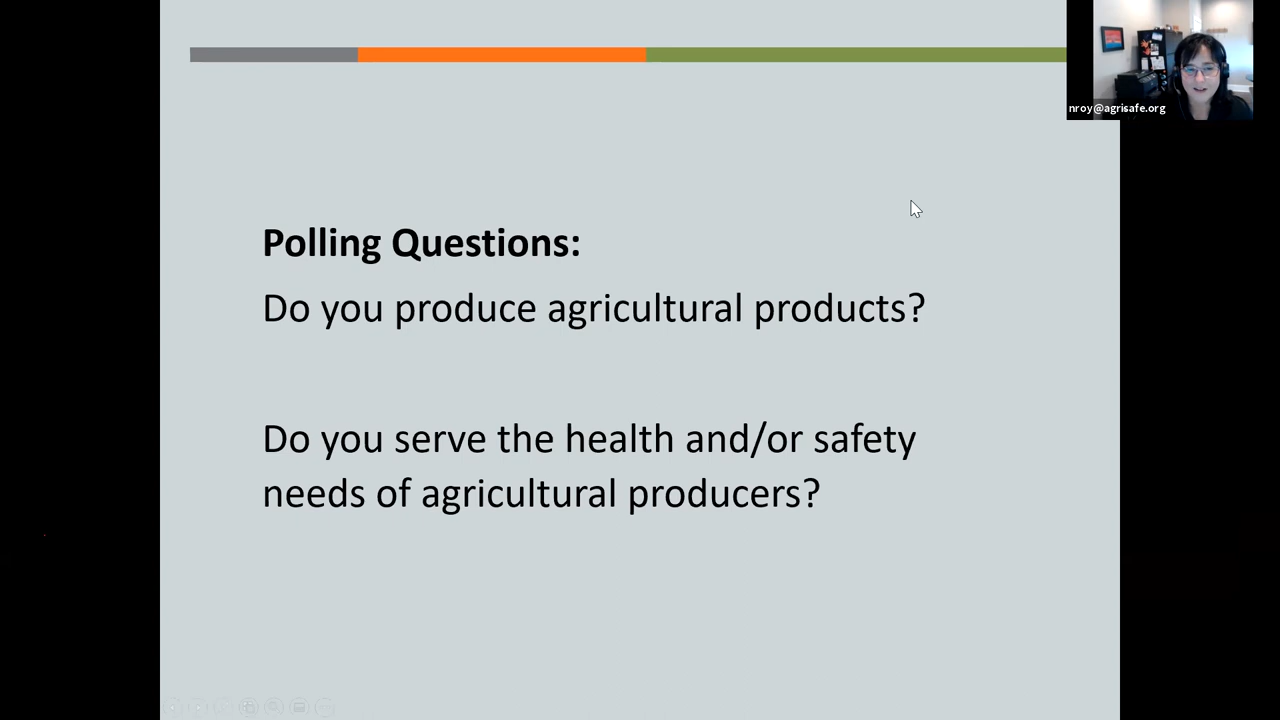 nroy@agrisafe.org
Polling Questions:
Do you produce agricultural products?
Do you serve the health and/or safety
needs of agricultural producers?